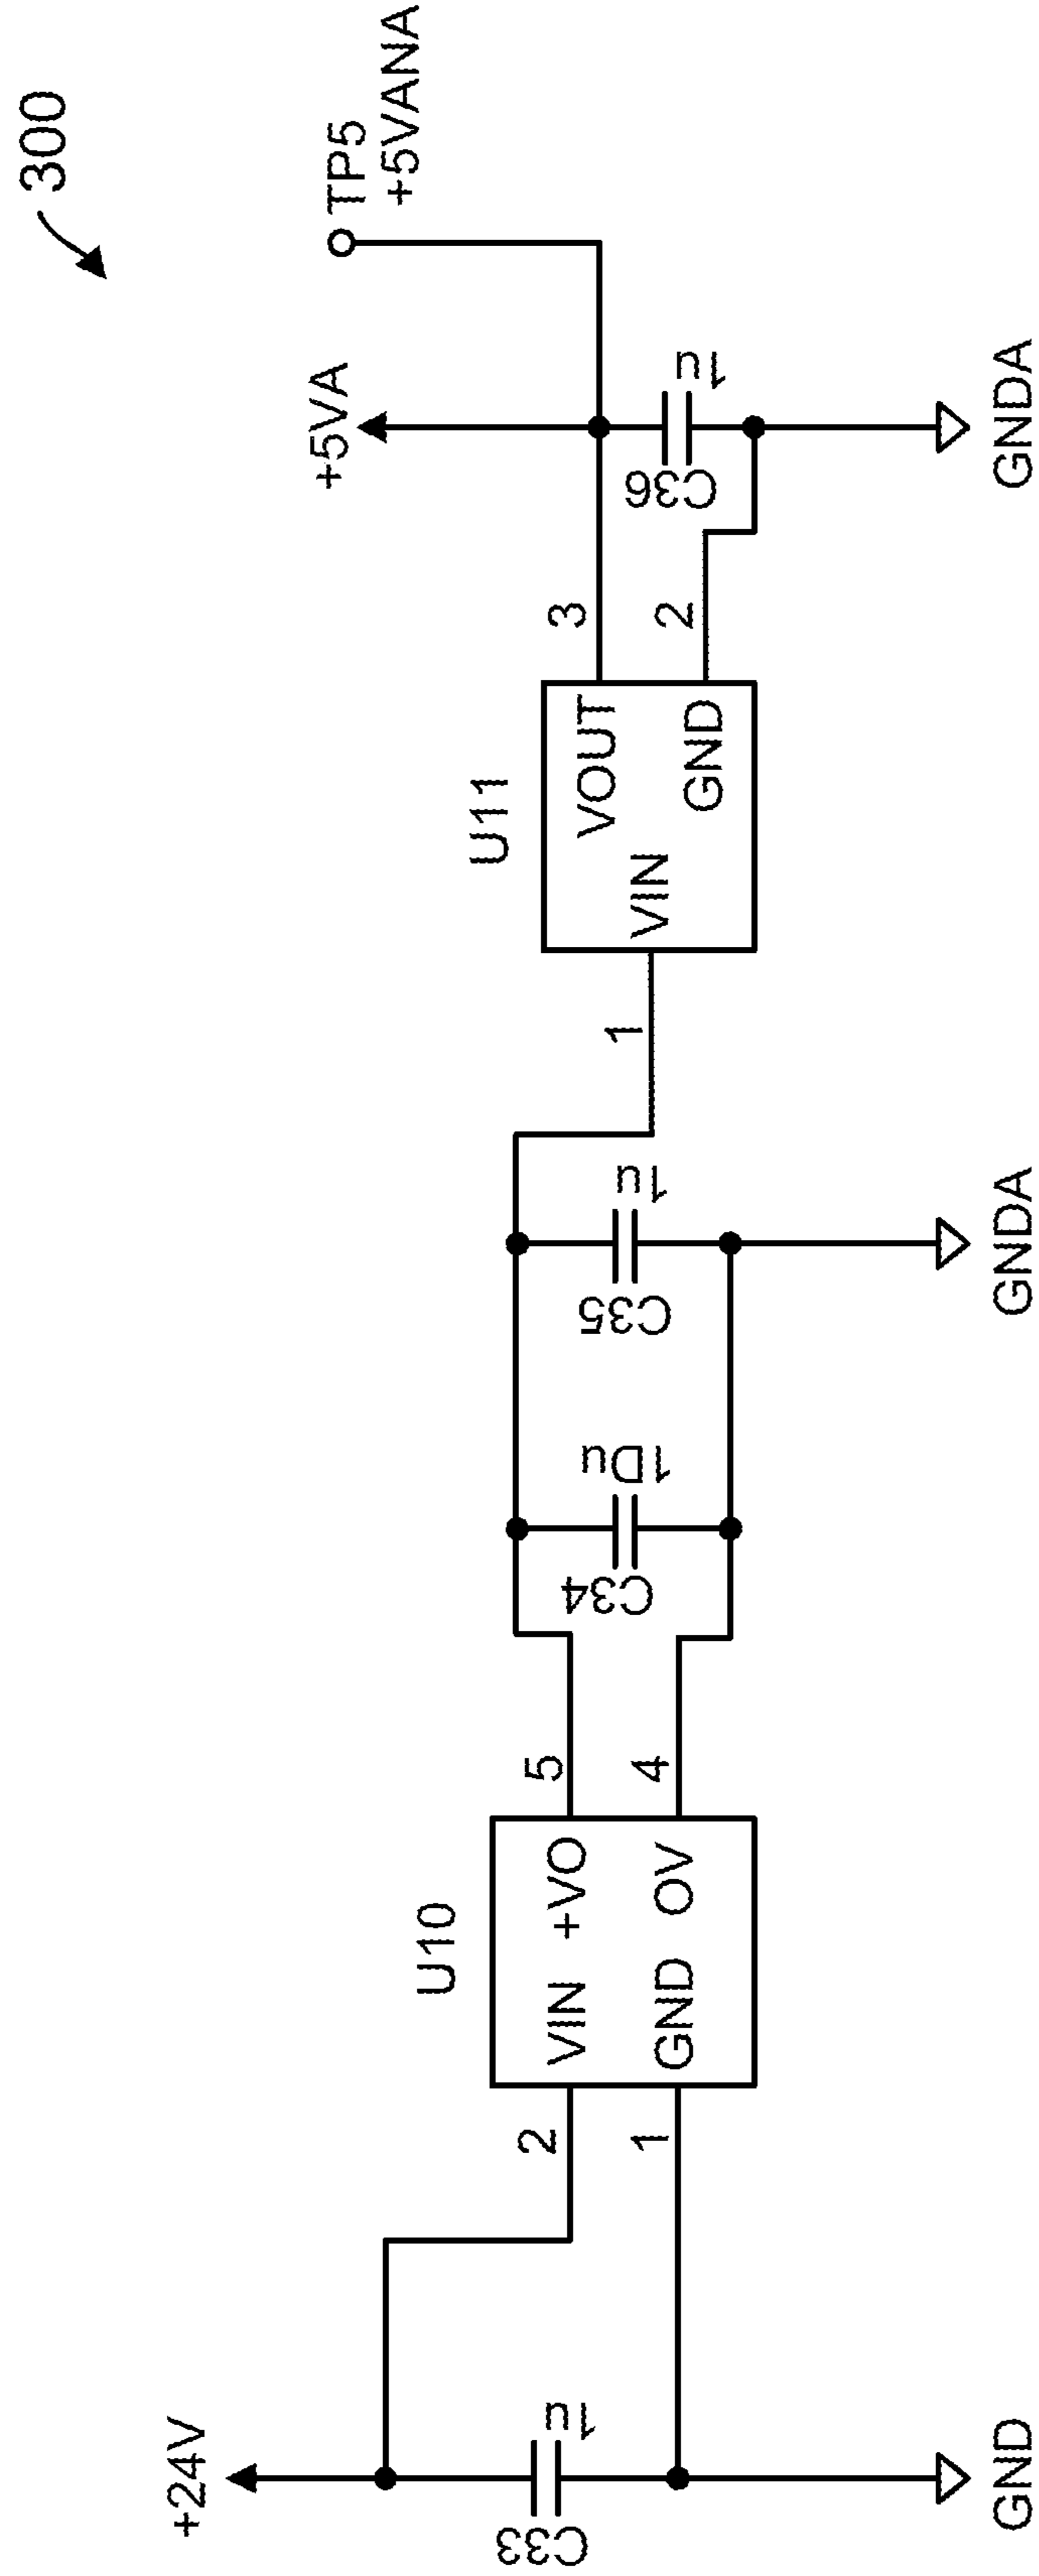 300
+24V
C33
1u
GND
2
1
U10
VIN +VO
GND OV
5
4
C34
1Du
C35
1u
GNDA
1
U11
VOUT
VIN
GND
3
2
+5VA
C36
1u
GNDA
TP5
+5VANA